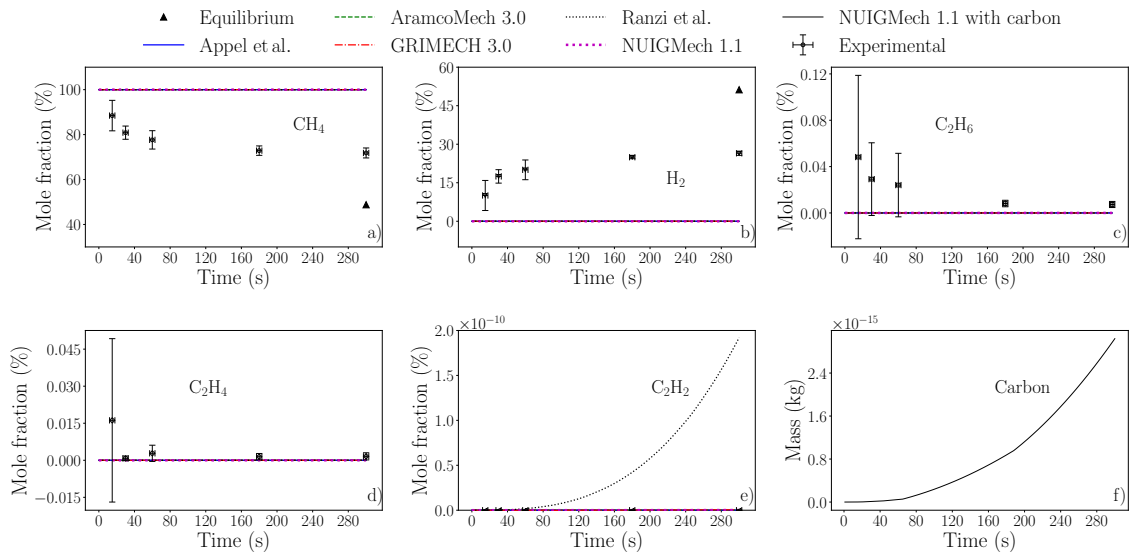 Equilibrium AramcoMech 3.0 Ranzi et al. NUIGMech 1.1 with carbon
Appel et al. GRIMECH 3.0 NUIGMech 1.1 Experimental
Mole fraction (%)
100
80
60
40
CH₄
a)
0 40 80 120 160 200 240 280
Time (s)
Mole fraction (%)
60
45
30
15
0
H₂
b)
0 40 80 120 160 200 240 280
Time (s)
Mole fraction (%)
0.12
0.08
0.04
0.00
C₂H₆
c)
0 40 80 120 160 200 240 280
Time (s)
Mole fraction (%)
0.045
0.030
0.015
0.000
−0.015
C₂H₄
d)
0 40 80 120 160 200 240 280
Time (s)
×10⁻¹⁰
Mole fraction (%)
2.0
1.5
1.0
0.5
0.0
C₂H₂
e)
0 40 80 120 160 200 240 280
Time (s)
×10⁻¹⁵
Mass (kg)
2.4
1.6
0.8
0.0
Carbon
f)
0 40 80 120 160 200 240 280
Time (s)